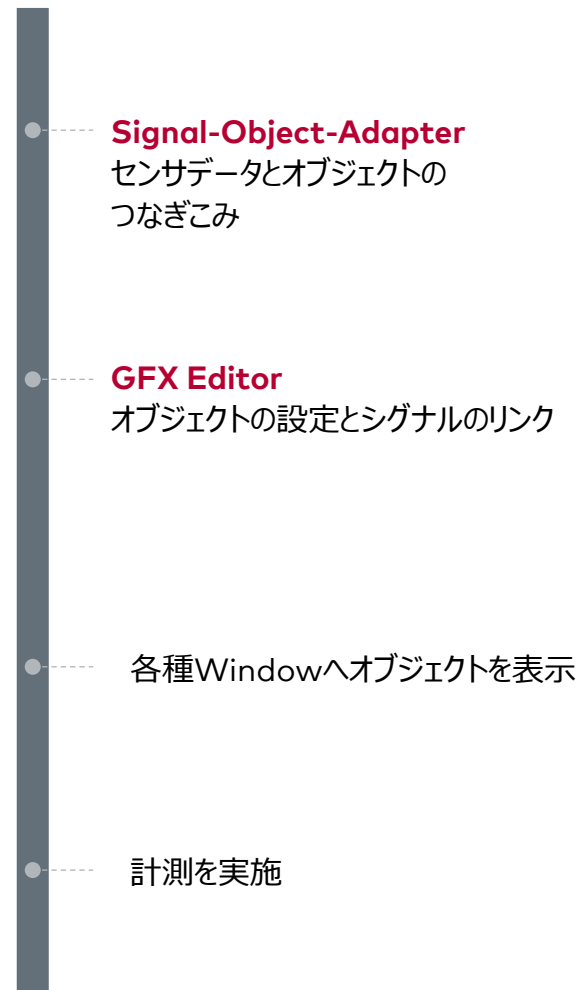 Signal-Object-Adapter
センサデータとオブジェクトの
つなぎこみ
GFX Editor
オブジェクトの設定とシグナルのリンク
各種Windowへオブジェクトを表示
計測を実施